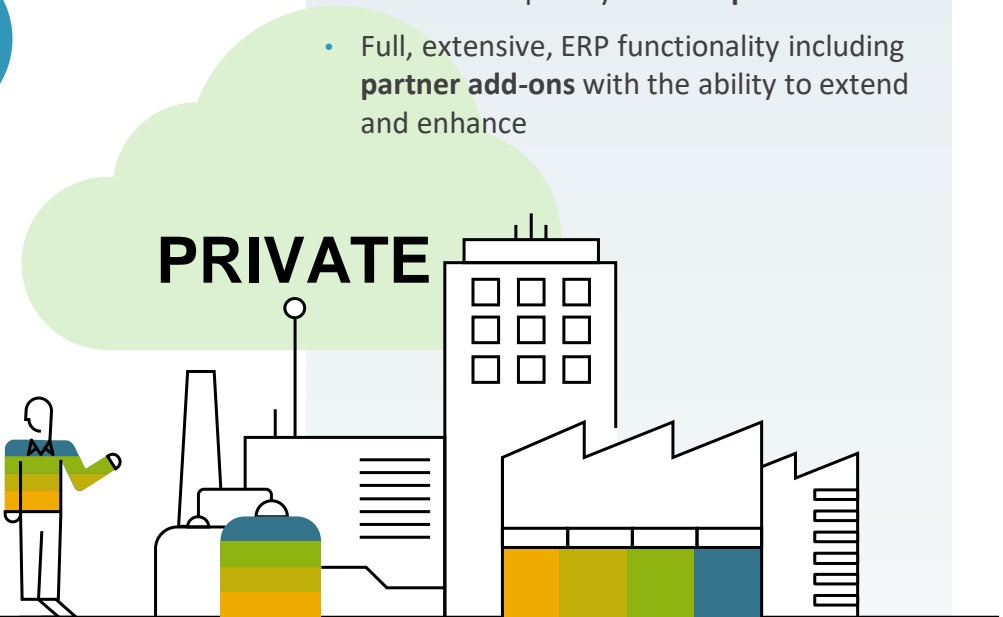 • Full, extensive, ERP functionality including
partner add-ons with the ability to extend
and enhance
PRIVATE